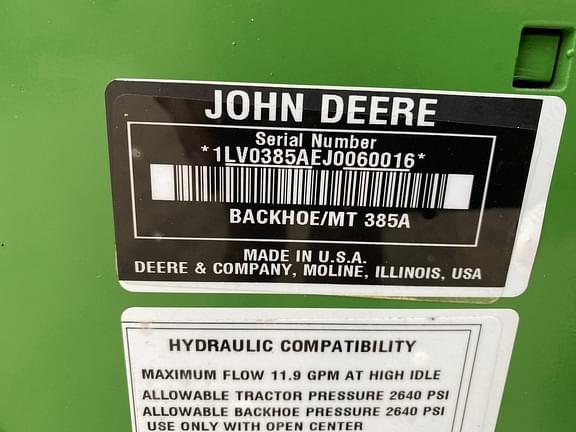 JOHN DEERE
Serial Number
*1LV0385AEJ0060016*
BACKHOE/MT 385A
MADE IN U.S.A.
DEERE & COMPANY, MOLINE, ILLINOIS, USA
HYDRAULIC COMPATIBILITY
MAXIMUM FLOW 11.9 GPM AT HIGH IDLE
ALLOWABLE TRACTOR PRESSURE 2640 PSI
ALLOWABLE BACKHOE PRESSURE 2640 PSI
USE ONLY WITH OPEN CENTER